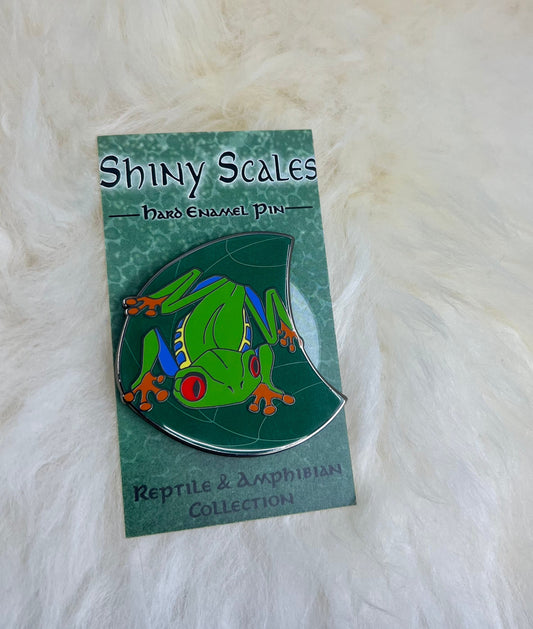 Shiny Scales
Hard Enamel Pin
Reptile & Amphibian
Collection